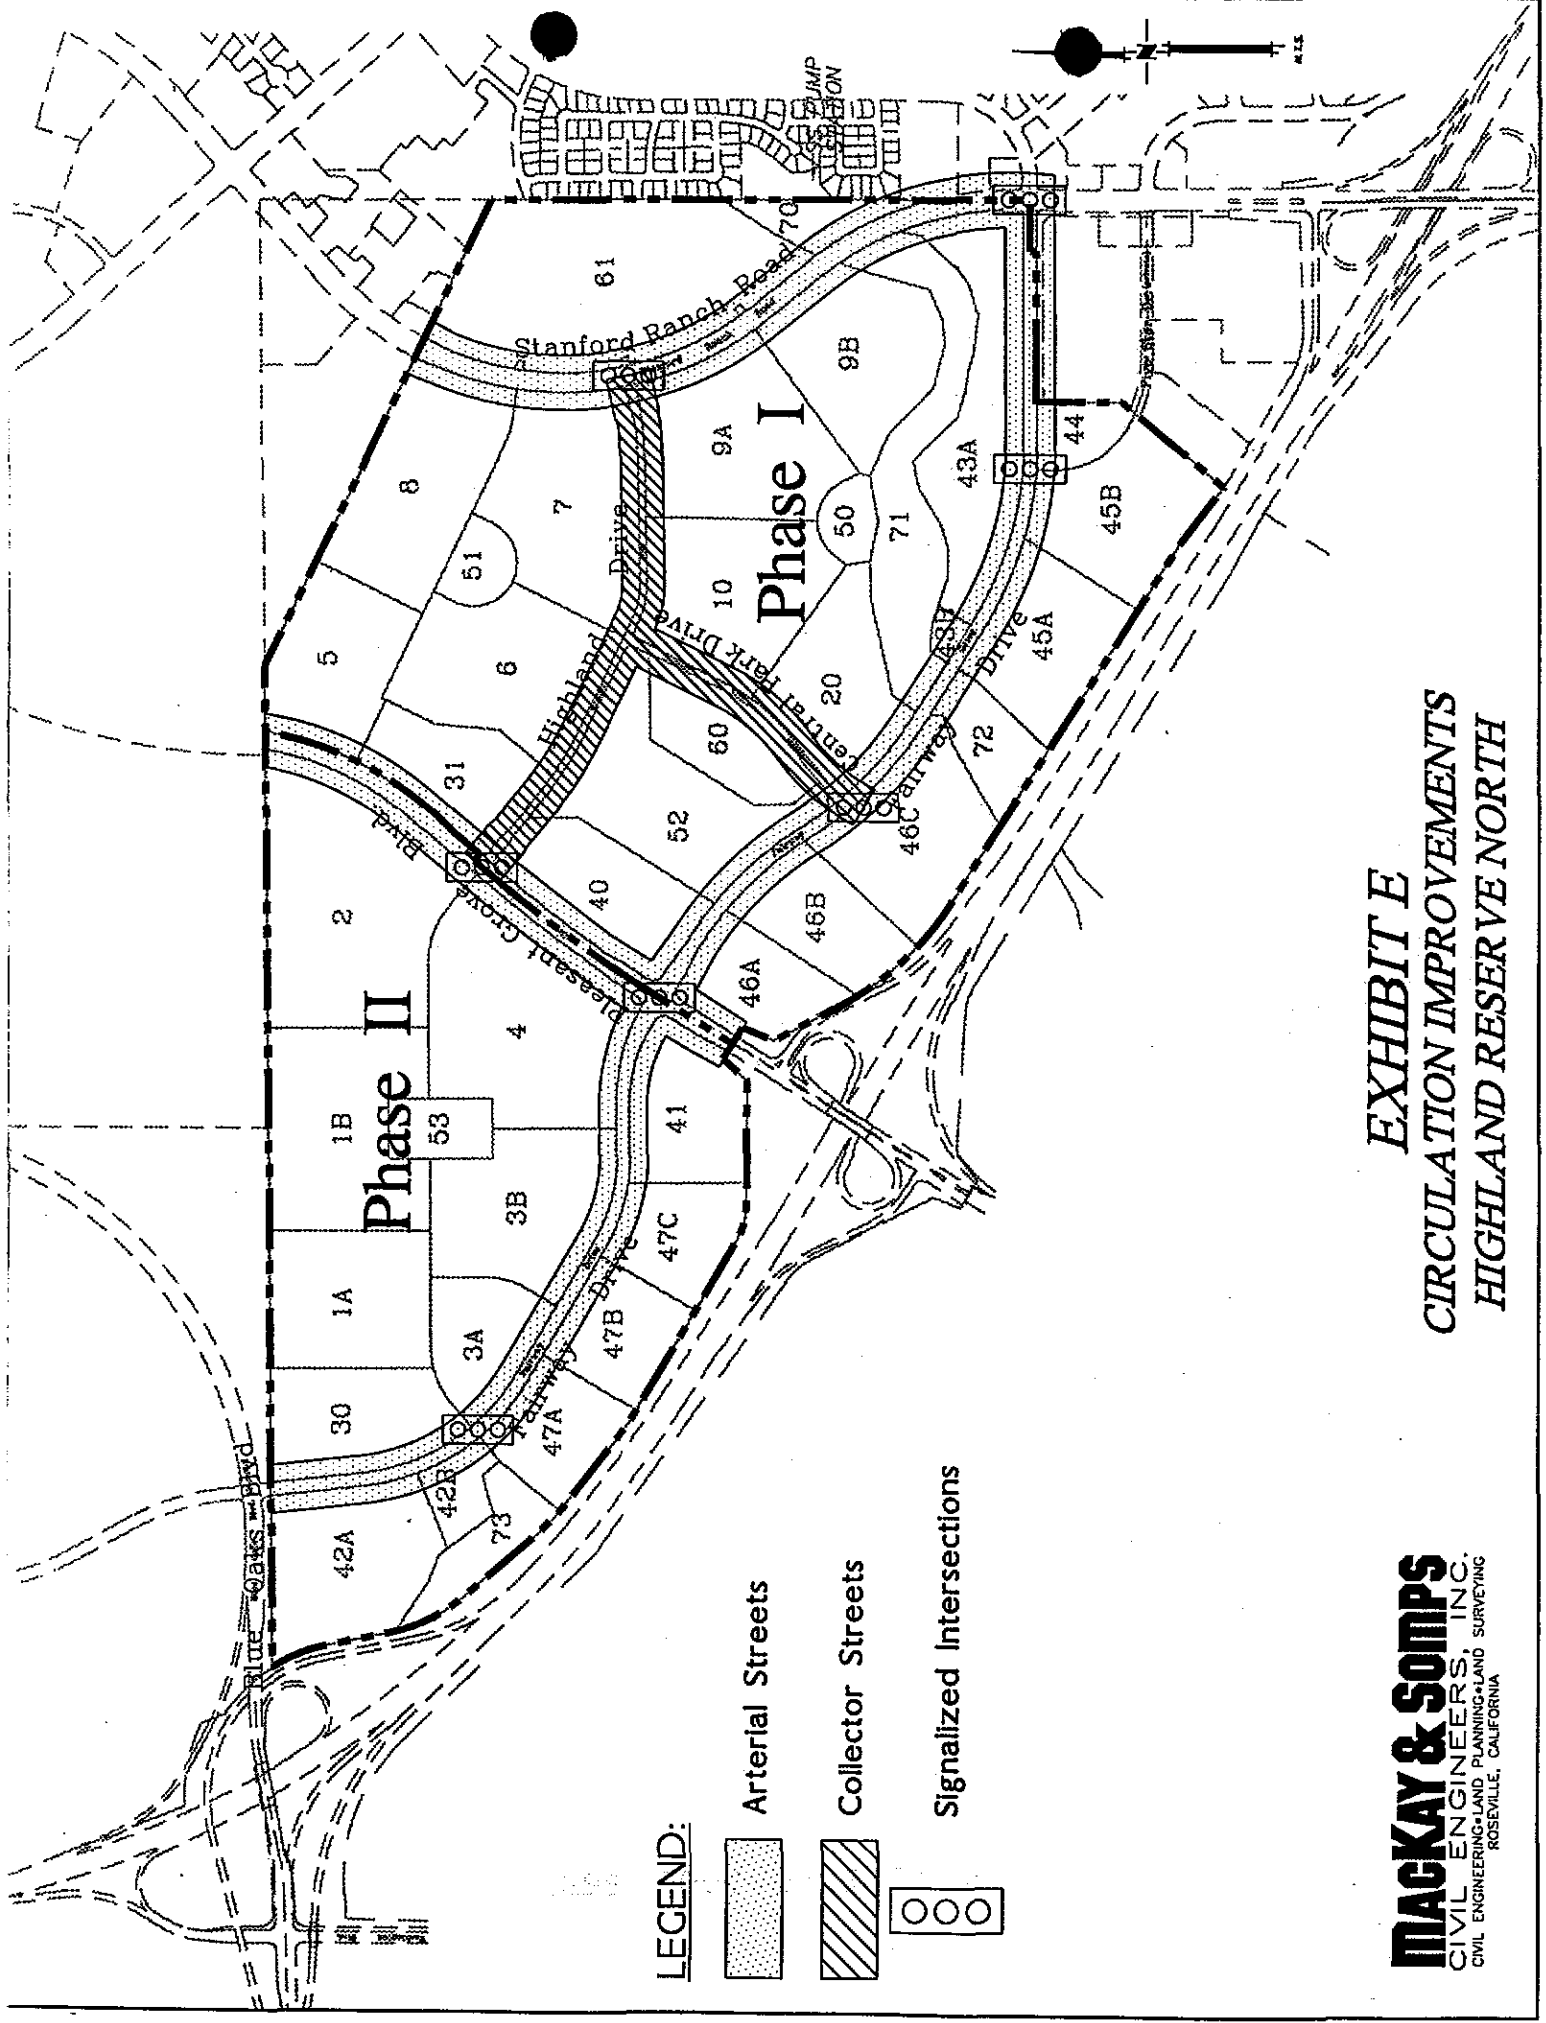 Phase II
Phase I
Blue Oaks Blvd
42A
30
1A
1B
2
5
8
61
70
42B
73
3A
3B
53
4
31
6
51
7
47A
47B
47C
41
40
52
60
10
9A
9B
50
71
20
46A
46B
46C
72
43B
43A
45A
45B
44
Pleasant Grove Blvd
Highland Drive
Central Park Drive
Stanford Ranch Road
Fairway Drive
Fairway Drive
PUMP
STATION
N
N.T.S.
LEGEND:
Arterial Streets
Collector Streets
Signalized Intersections
EXHIBIT E
CIRCULATION IMPROVEMENTS
HIGHLAND RESERVE NORTH
MACKAY & SOMPS
CIVIL ENGINEERS, INC.
CIVIL ENGINEERING•LAND PLANNING•LAND SURVEYING
ROSEVILLE, CALIFORNIA